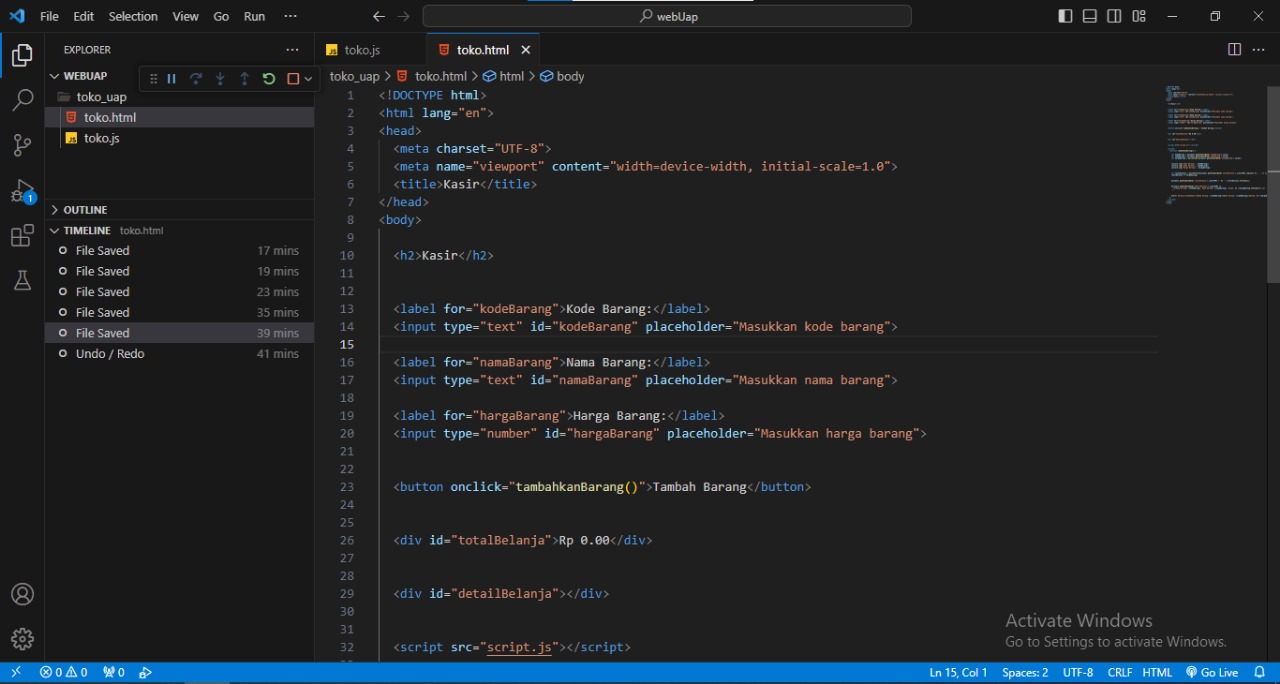 File Edit Selection View Go Run ··· webUap
EXPLORER ···
WEBUAP
toko_uap
toko.html
toko.js
OUTLINE
TIMELINE toko.html
File Saved 17 mins
File Saved 19 mins
File Saved 23 mins
File Saved 35 mins
File Saved 39 mins
Undo / Redo 41 mins
1
JS toko.js toko.html
toko_uap > toko.html > html > body
1 <!DOCTYPE html>
2 <html lang="en">
3 <head>
4 <meta charset="UTF-8">
5 <meta name="viewport" content="width=device-width, initial-scale=1.0">
6 <title>Kasir</title>
7 </head>
8 <body>
9
10 <h2>Kasir</h2>
11
12
13 <label for="kodeBarang">Kode Barang:</label>
14 <input type="text" id="kodeBarang" placeholder="Masukkan kode barang">
15
16 <label for="namaBarang">Nama Barang:</label>
17 <input type="text" id="namaBarang" placeholder="Masukkan nama barang">
18
19 <label for="hargaBarang">Harga Barang:</label>
20 <input type="number" id="hargaBarang" placeholder="Masukkan harga barang">
21
22
23 <button onclick="tambahkanBarang()">Tambah Barang</button>
24
25
26 <div id="totalBelanja">Rp 0.00</div>
27
28
29 <div id="detailBelanja"></div>
30
31
32 <script src="script.js"></script>
Activate Windows
Go to Settings to activate Windows.
0 0 0 Ln 15, Col 1 Spaces: 2 UTF-8 CRLF HTML Go Live